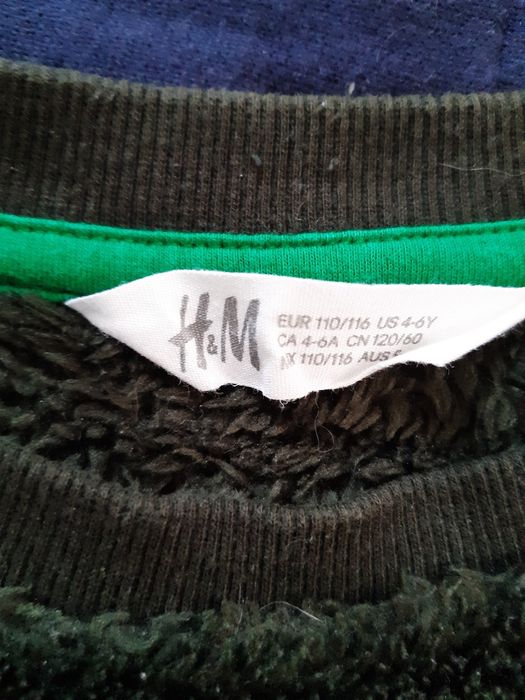 H&M
EUR 110/116 US 4-6Y
CA 4-6A CN 120/60
110/116 AUS